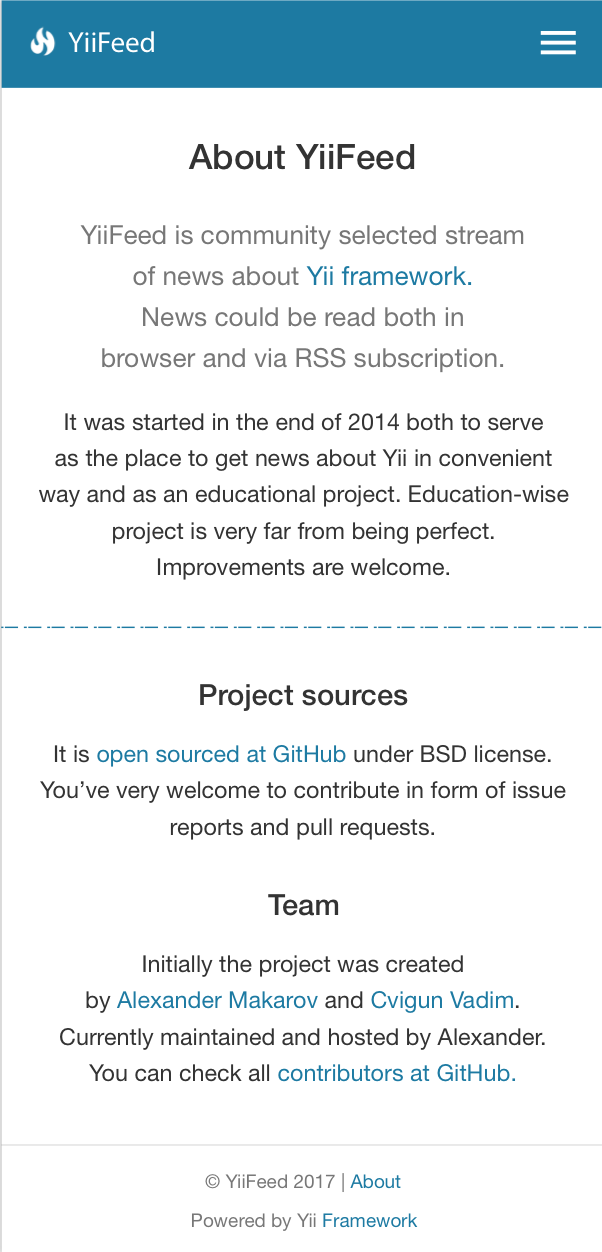 YiiFeed
About YiiFeed
YiiFeed is community selected stream
of news about Yii framework.
News could be read both in
browser and via RSS subscription.
It was started in the end of 2014 both to serve
as the place to get news about Yii in convenient
way and as an educational project. Education-wise
project is very far from being perfect.
Improvements are welcome.
Project sources
It is open sourced at GitHub under BSD license.
You’ve very welcome to contribute in form of issue
reports and pull requests.
Team
Initially the project was created
by Alexander Makarov and Cvigun Vadim.
Currently maintained and hosted by Alexander.
You can check all contributors at GitHub.
© YiiFeed 2017 | About
Powered by Yii Framework